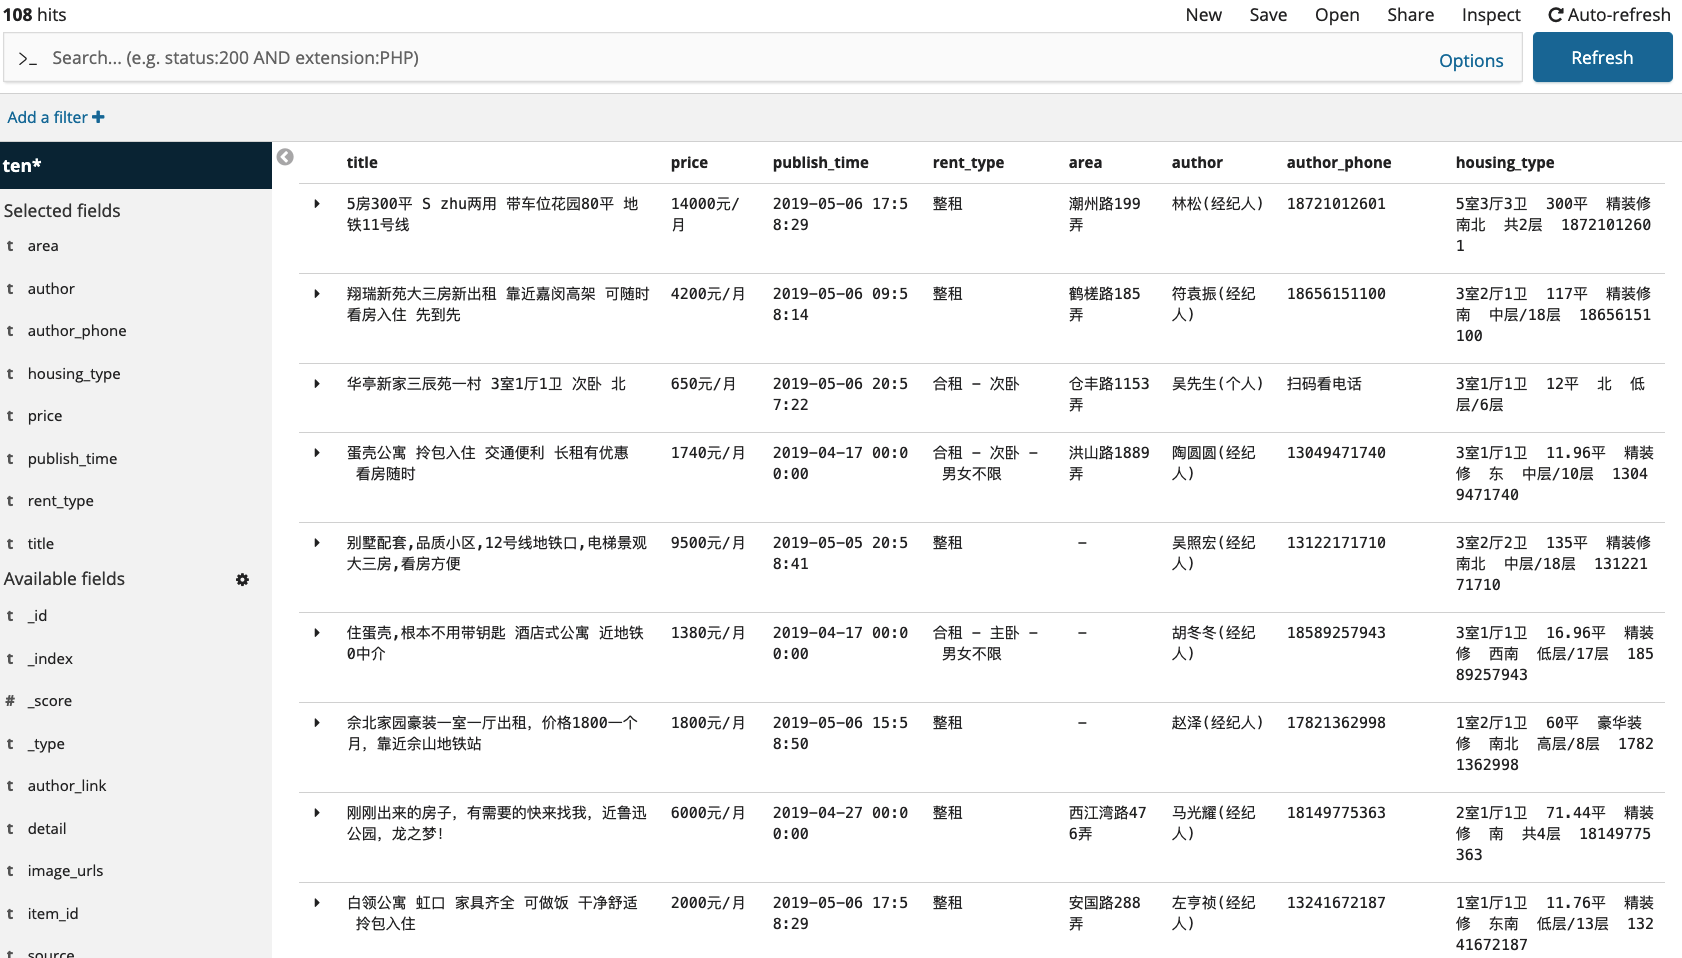 108 hits
New Save Open Share Inspect Auto-refresh
>_ Search... (e.g. status:200 AND extension:PHP) Options Refresh
Add a filter +
ten*
Selected fields
t area
t author
t author_phone
t housing_type
t price
t publish_time
t rent_type
t title
Available fields
t _id
t _index
# _score
t _type
t author_link
t detail
t image_urls
t item_id
t source
title price publish_time rent_type area author author_phone housing_type
5房300平 S zhu两用 带车位花园80平 地 14000元/ 2019-05-06 17:5 整租 潮州路199 林松(经纪人) 18721012601 5室3厅3卫 300平 精装修
铁11号线 月 8:29 弄 南北 共2层 1872101260
1
翔瑞新苑大三房新出租 靠近嘉闵高架 可随时 4200元/月 2019-05-06 09:5 整租 鹤槎路185 符袁振(经纪 18656151100 3室2厅1卫 117平 精装修
看房入住 先到先 8:14 弄 人) 南 中层/18层 18656151
100
华亭新家三辰苑一村 3室1厅1卫 次卧 北 650元/月 2019-05-06 20:5 合租 - 次卧 仓丰路1153 吴先生(个人) 扫码看电话 3室1厅1卫 12平 北 低
7:22 弄 层/6层
蛋壳公寓 拎包入住 交通便利 长租有优惠 1740元/月 2019-04-17 00:0 合租 - 次卧 - 洪山路1889 陶圆圆(经纪 13049471740 3室1厅1卫 11.96平 精装
看房随时 0:00 男女不限 弄 人) 修 东 中层/10层 1304
9471740
别墅配套,品质小区,12号线地铁口,电梯景观 9500元/月 2019-05-05 20:5 整租 - 吴照宏(经纪 13122171710 3室2厅2卫 135平 精装修
大三房,看房方便 8:41 人) 南北 中层/18层 131221
71710
住蛋壳,根本不用带钥匙 酒店式公寓 近地铁 1380元/月 2019-04-17 00:0 合租 - 主卧 - - 胡冬冬(经纪 18589257943 3室1厅1卫 16.96平 精装
0中介 0:00 男女不限 人) 修 西南 低层/17层 185
89257943
佘北家园豪装一室一厅出租，价格1800一个 1800元/月 2019-05-06 15:5 整租 - 赵泽(经纪人) 17821362998 1室2厅1卫 60平 豪华装
月，靠近佘山地铁站 8:50 修 南北 高层/8层 1782
1362998
刚刚出来的房子，有需要的快来找我，近鲁迅 6000元/月 2019-04-27 00:0 整租 西江湾路47 马光耀(经纪 18149775363 2室1厅1卫 71.44平 精装
公园，龙之梦！ 0:00 6弄 人) 修 南 共4层 18149775
363
白领公寓 虹口 家具齐全 可做饭 干净舒适 2000元/月 2019-05-06 17:5 整租 安国路288 左亨祯(经纪 13241672187 1室1厅1卫 11.76平 精装
拎包入住 8:29 弄 人) 修 东南 低层/13层 132
41672187